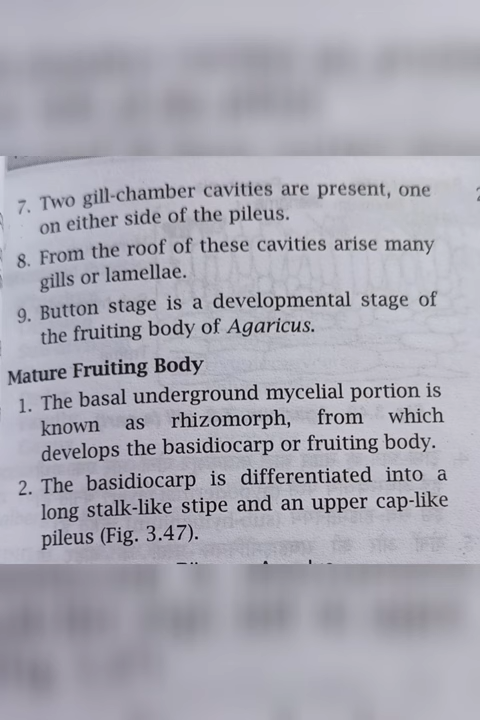 7. Two gill-chamber cavities are present, one
on either side of the pileus.
8. From the roof of these cavities arise many
gills or lamellae.
9. Button stage is a developmental stage of
the fruiting body of Agaricus.
Mature Fruiting Body
1. The basal underground mycelial portion is
known as rhizomorph, from which
develops the basidiocarp or fruiting body.
2. The basidiocarp is differentiated into a
long stalk-like stipe and an upper cap-like
pileus (Fig. 3.47).